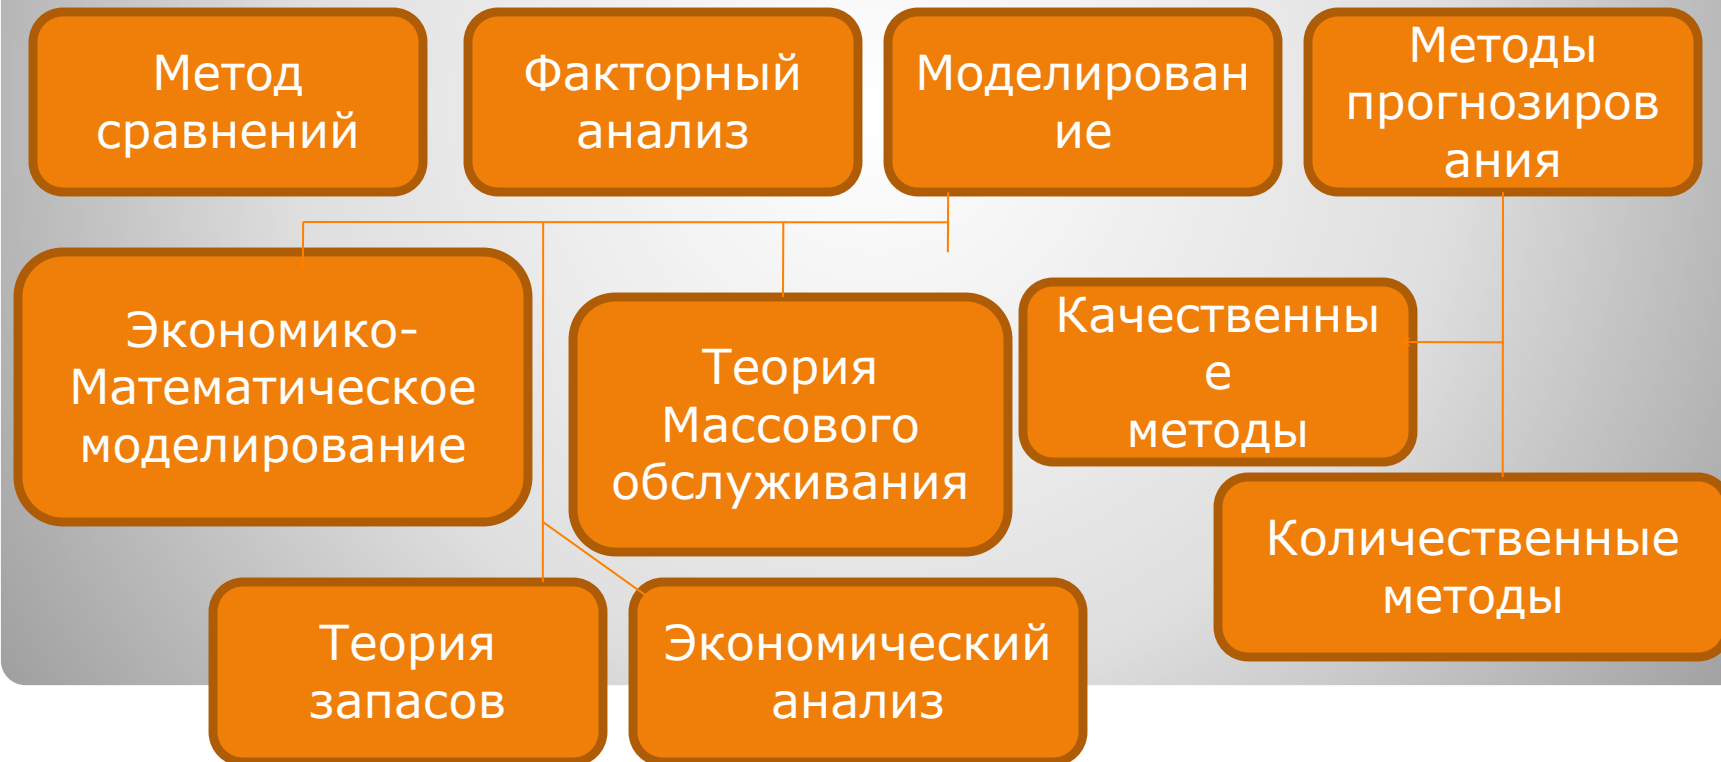 Метод
сравнений
Факторный
анализ
Моделирован
ие
Методы
прогнозиров
ания
Экономико-
Математическое
моделирование
Теория
Массового
обслуживания
Качественны
е
методы
Количественные
методы
Теория
запасов
Экономический
анализ